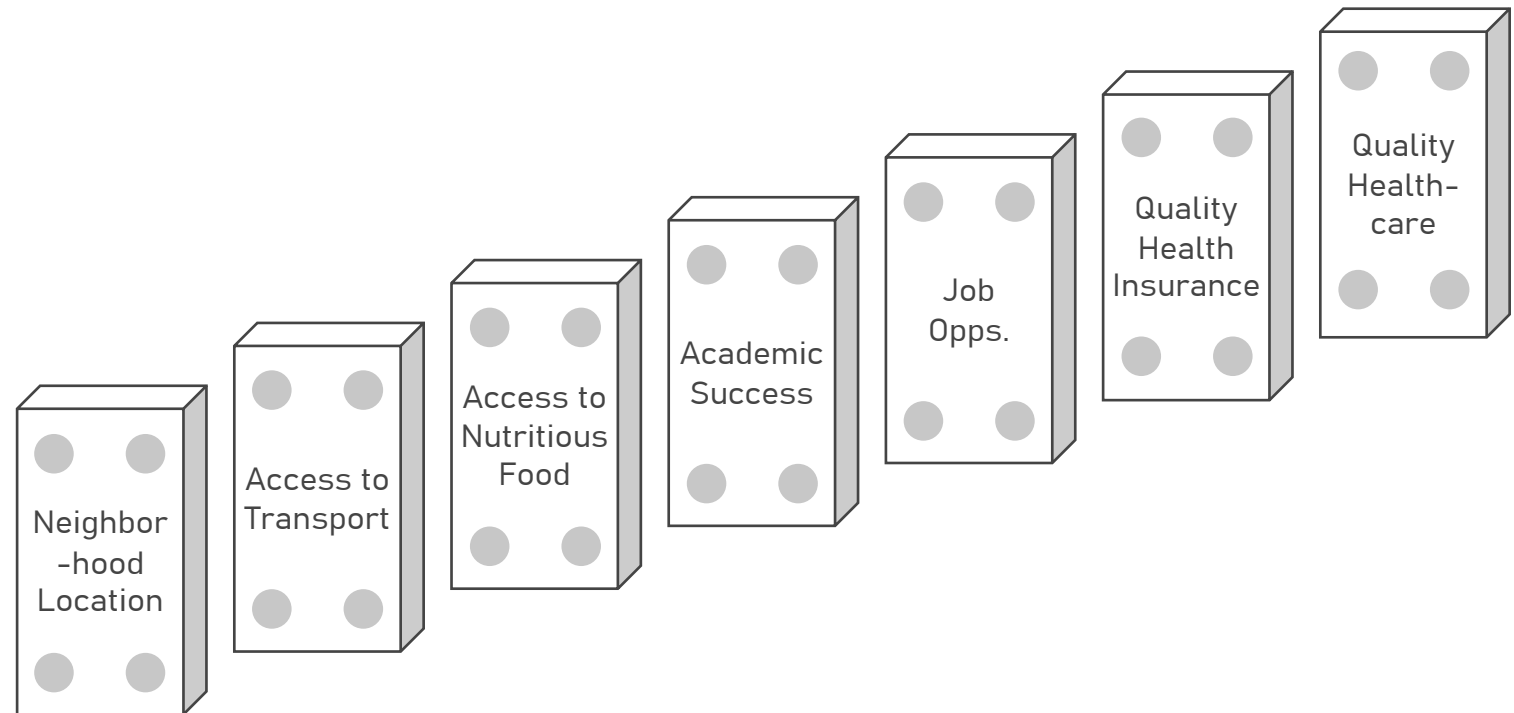 Neighbor
-hood
Location
Access to
Transport
Access to
Nutritious
Food
Academic
Success
Job
Opps.
Quality
Health
Insurance
Quality
Health-
care